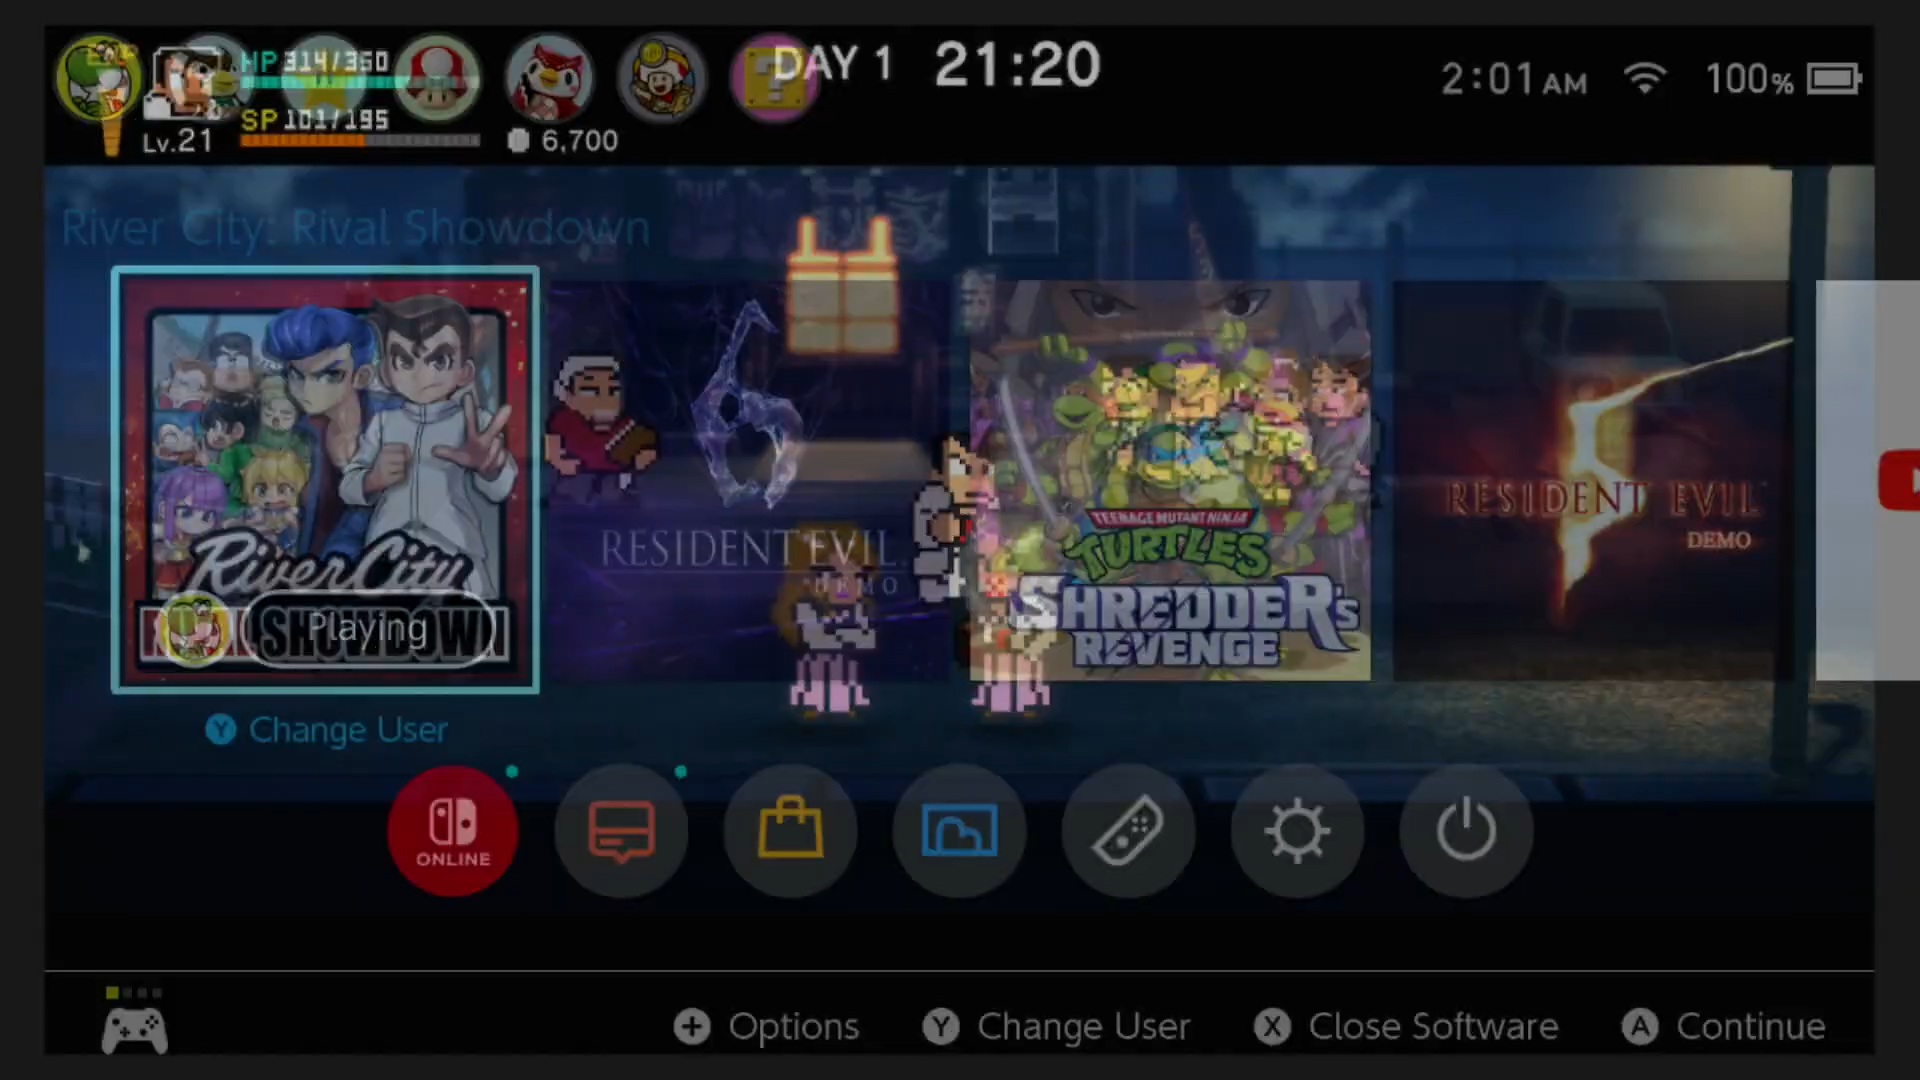 HP 314/350
DAY 1 21:20
2:01 AM 100%
SP 101/195
Lv.21
6,700
River City: Rival Showdown
RESIDENT EVIL
DEMO
TEENAGE MUTANT NINJA
TURTLES
SHREDDER's
REVENGE
RESIDENT EVIL
DEMO
River City
SHOWDOWN
Playing
Y Change User
ONLINE
+ Options
Y Change User
X Close Software
A Continue